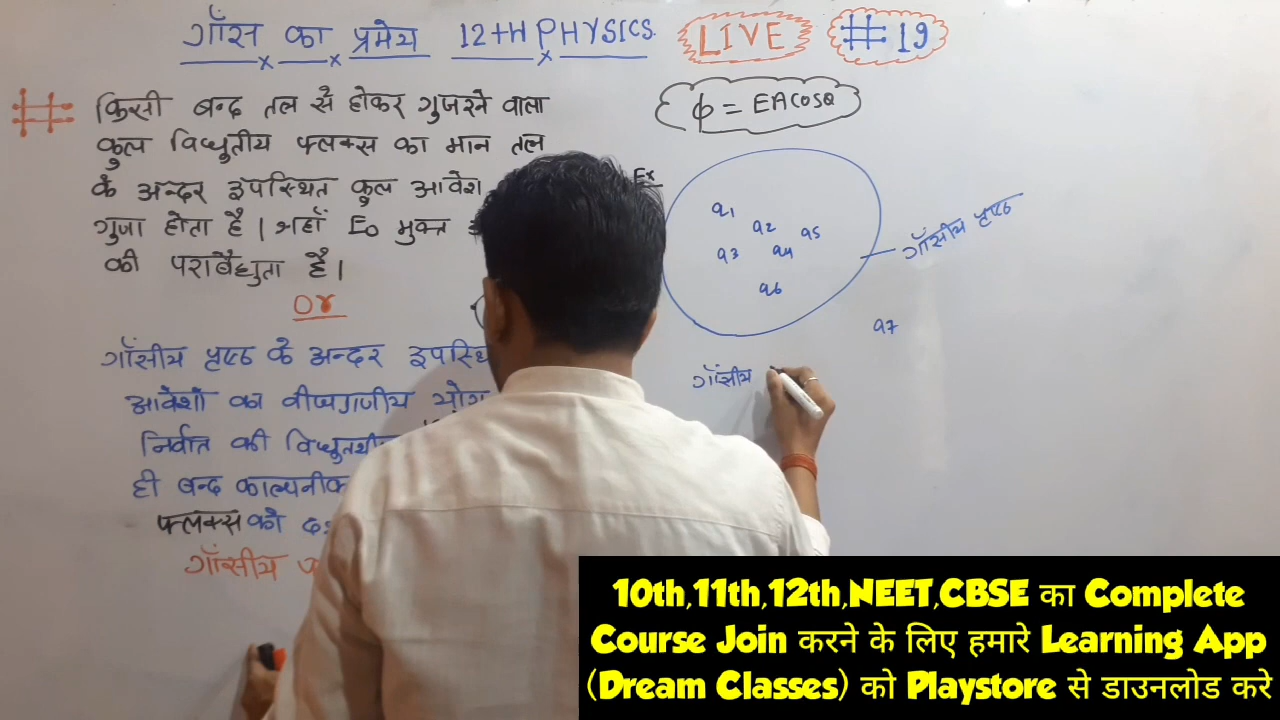 गॉस का प्रमेय 12TH PHYSICS. LIVE # 19
# किसी बन्द तल से होकर गुजरने वाला
कुल विध्युतीय फ्लक्स का मान तल
के अन्दर उपस्थित कुल आवेश
गुजा होता है। जहाँ Eo मुक्त
की पराबैध्युता है।
Or
गॉसीय पृष्ठ के अन्दर उपस्थि
आवेशों का बीजगणीय योग
निर्वात की विध्युतशील
ही बन्द काल्पनीक
फ्लक्स को
गॉसीय
ϕ = EACOSθ
Ex
q1
q2
q5
q3
q4
q6
गॉसीय पृष्ठ
q7
गॉसीय
10th,11th,12th,NEET,CBSE का Complete
Course Join करने के लिए हमारे Learning App
(Dream Classes) को Playstore से डाउनलोड करे